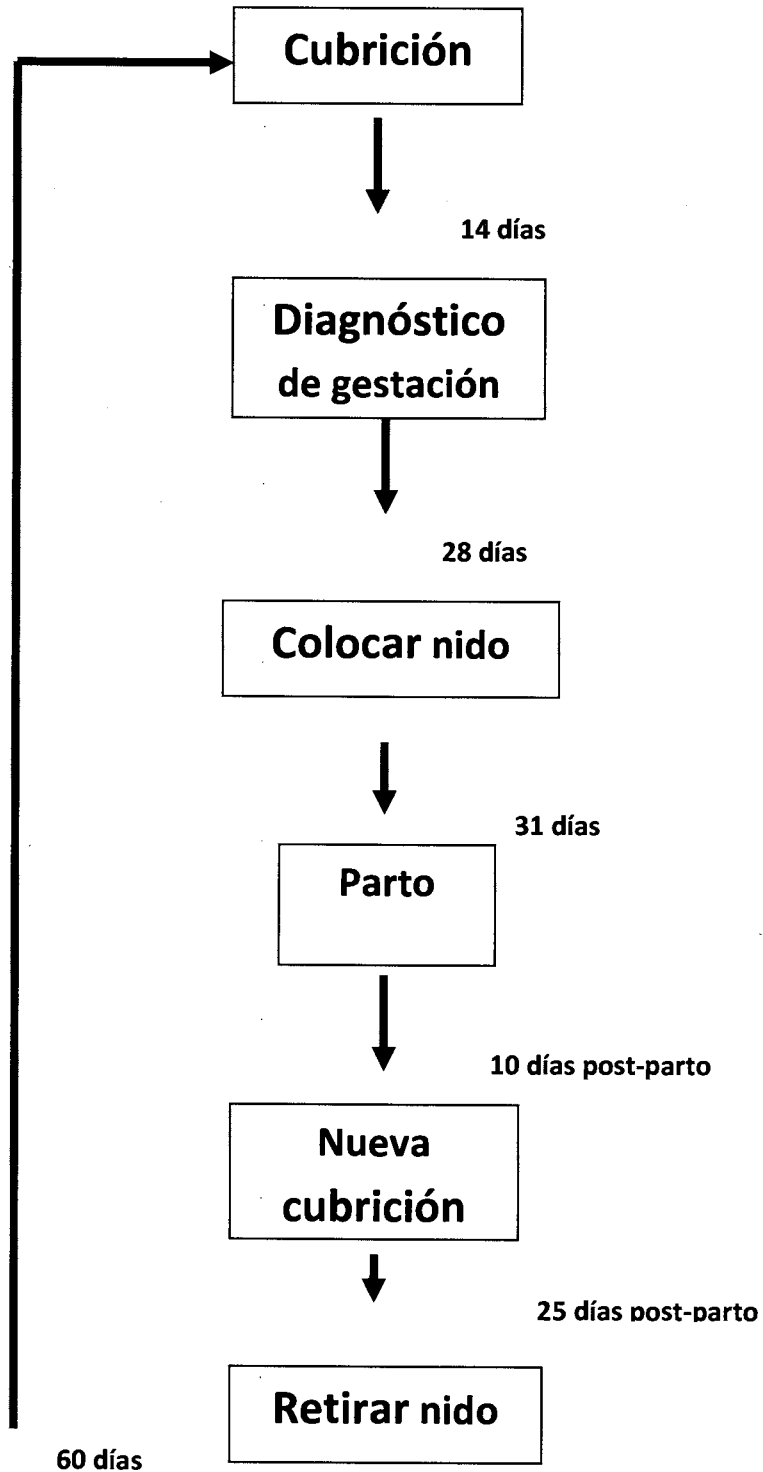 Cubrición
14 días
Diagnóstico
de gestación
28 días
Colocar nido
31 días
Parto
10 días post-parto
Nueva
cubrición
25 días post-parto
Retirar nido
60 días